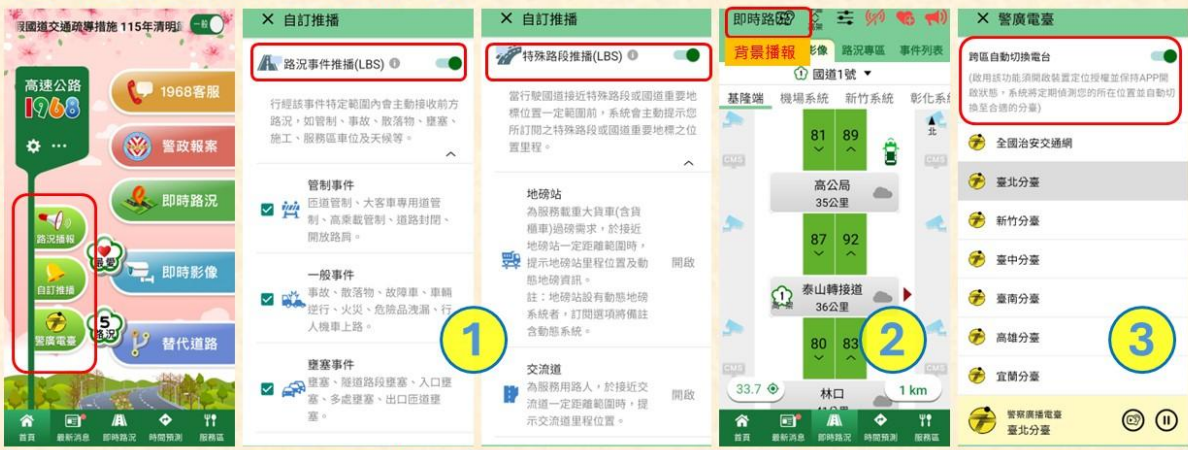 國道交通疏導措施 115年清明
一般
高速公路
1968
1968客服
警政報案
即時路況
路況播報
最愛
即時影像
自訂推播
5
路況
警廣電臺
替代道路
首頁
最新消息
即時路況
時間預測
服務區
× 自訂推播
路況事件推播(LBS)
行經該事件特定範圍內會主動接收前方
路況，如管制、事故、散落物、壅塞、
施工、服務區車位及天候等。
管制事件
匝道管制、大客車專用道管
制、高乘載管制、道路封閉、
開放路肩。
一般事件
事故、散落物、故障車、車輛
逆行、火災、危險品洩漏、行
人機車上路。
壅塞事件
壅塞、隧道路段壅塞、入口壅
塞、多處壅塞、出口匝道壅
塞。
1
× 自訂推播
特殊路段推播(LBS)
當行駛國道接近特殊路段或國道重要地
標位置一定範圍前，系統會主動提示您
所訂閱之特殊路段或國道重要地標之位
置里程。
地磅站
為服務載重大貨車(含貨
櫃車)過磅需求，於接近
地磅站一定距離範圍時，
提示地磅站里程位置及動
態地磅資訊。
註：地磅站設有動態地磅
系統者，訂閱選項將備註
含動態系統。
開啟
交流道
為服務用路人，於接近交
流道一定距離範圍時，提
示交流道里程位置。
開啟
即時路
背景播報
影像
路況專區
事件列表
國道1號
基隆端
機場系統
新竹系統
彰化系
81 89
北
CMS
CMS
高公局
35公里
87 92
1
泰山轉接道
36公里
80 83
2
CMS
33.7
林口
1 km
首頁
最新消息
即時路況
時間預測
服務區
× 警廣電臺
跨區自動切換電台
(啟用該功能須開啟裝置定位授權並保持APP開
啟狀態，系統將定期偵測您的所在位置並自動切
換至合適的分臺)
全國治安交通網
臺北分臺
新竹分臺
臺中分臺
臺南分臺
高雄分臺
宜蘭分臺
3
警察廣播電臺
臺北分臺